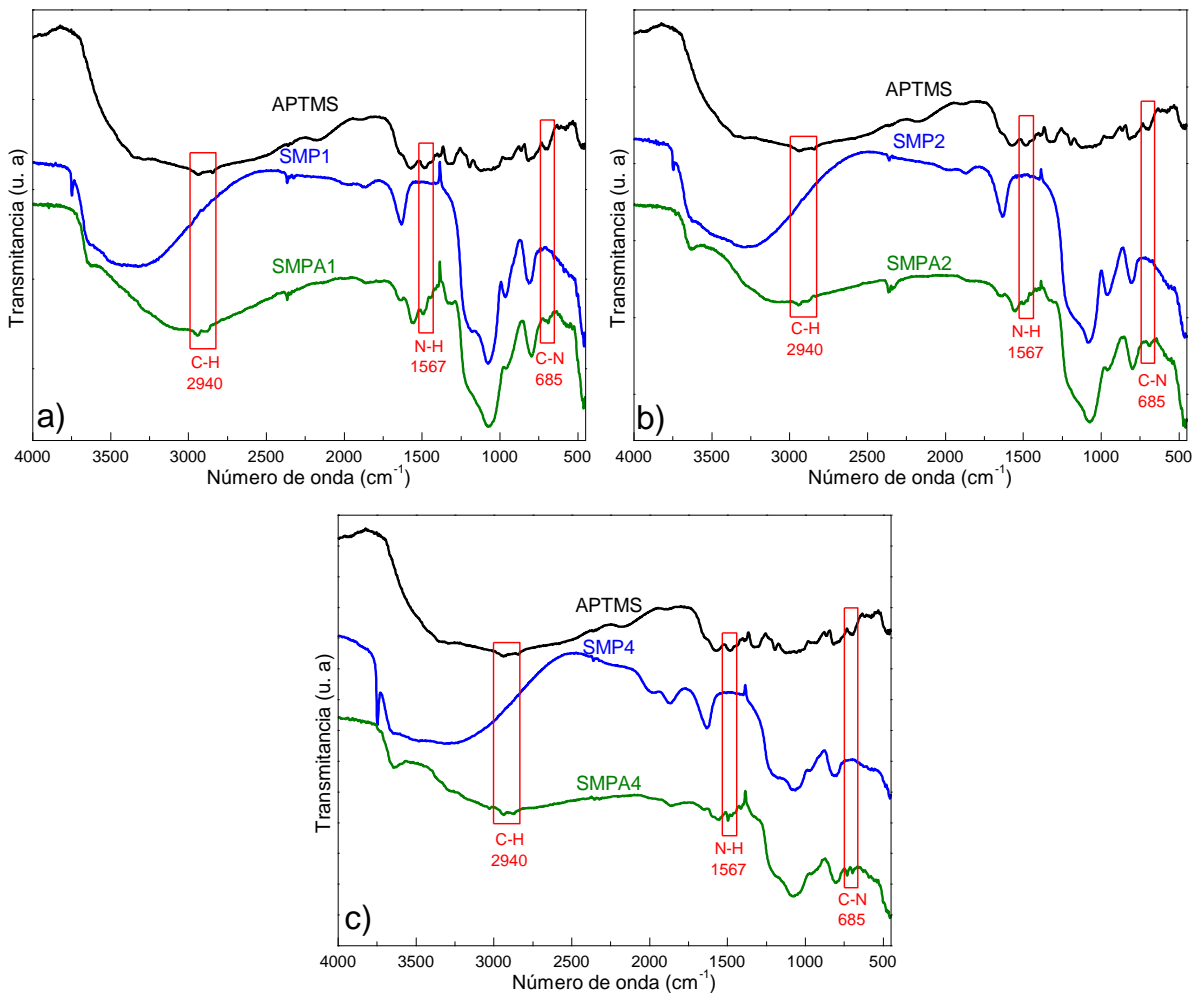 APTMS
SMP1
SMPA1
C-H
2940
N-H
1567
C-N
685
a)
Transmitancia (u. a)
4000 3500 3000 2500 2000 1500 1000 500
Número de onda (cm⁻¹)
APTMS
SMP2
SMPA2
C-H
2940
N-H
1567
C-N
685
b)
Transmitancia (u. a)
4000 3500 3000 2500 2000 1500 1000 500
Número de onda (cm⁻¹)
APTMS
SMP4
SMPA4
C-H
2940
N-H
1567
C-N
685
c)
Transmitancia (u. a)
4000 3500 3000 2500 2000 1500 1000 500
Número de onda (cm⁻¹)